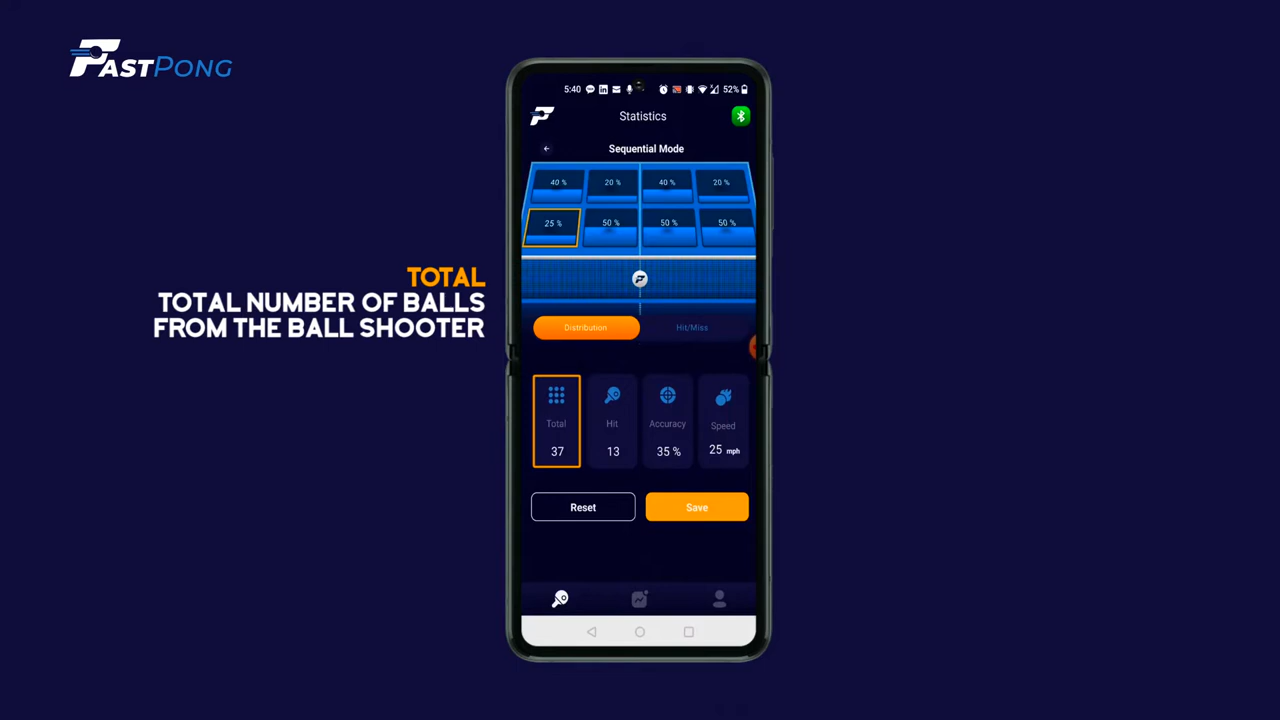 FASTPONG
5:40 52%
Statistics
Sequential Mode
40 % 20 % 40 % 20 %
25 % 50 % 50 % 50 %
Distribution Hit/Miss
TOTAL
TOTAL NUMBER OF BALLS
FROM THE BALL SHOOTER
Total Hit Accuracy Speed
37 13 35 % 25 mph
Reset Save